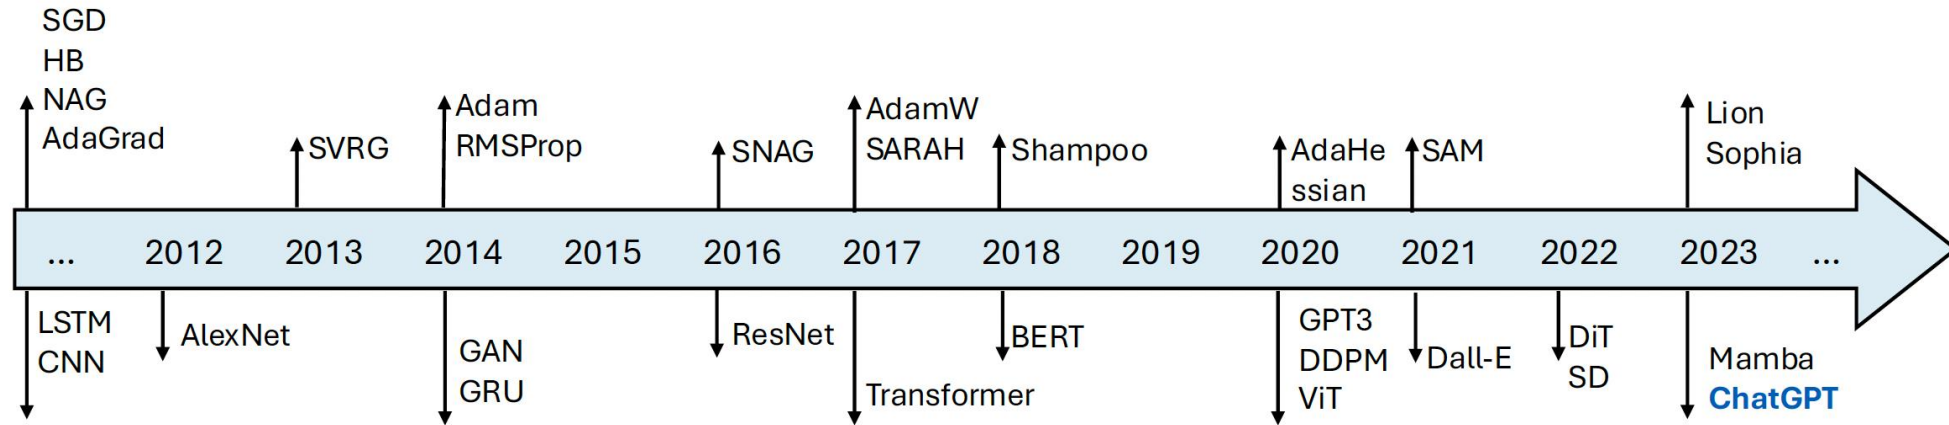 SGD
HB
NAG
AdaGrad
SVRG
Adam
RMSProp
SNAG
AdamW
SARAH
Shampoo
AdaHe
ssian
SAM
Lion
Sophia
... 2012 2013 2014 2015 2016 2017 2018 2019 2020 2021 2022 2023 ...
LSTM
CNN
AlexNet
GAN
GRU
ResNet
Transformer
BERT
GPT3
DDPM
ViT
Dall-E
DiT
SD
Mamba
ChatGPT